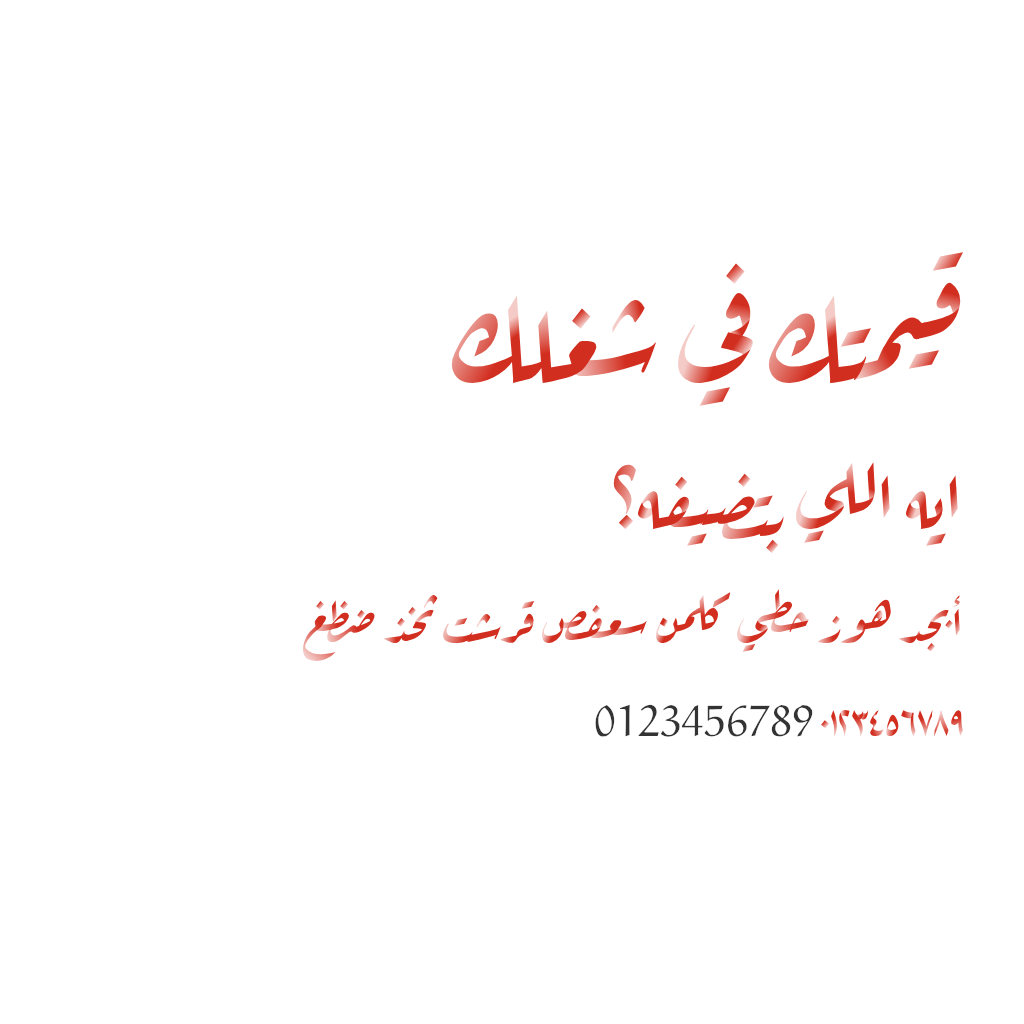 قيمتك في شغلك
ايه اللي بتضيفه؟
أبجد هوز حطي كلمن سعفص قرشت ثخذ ضظغ
0123456789 ٠١٢٣٤٥٦٧٨٩